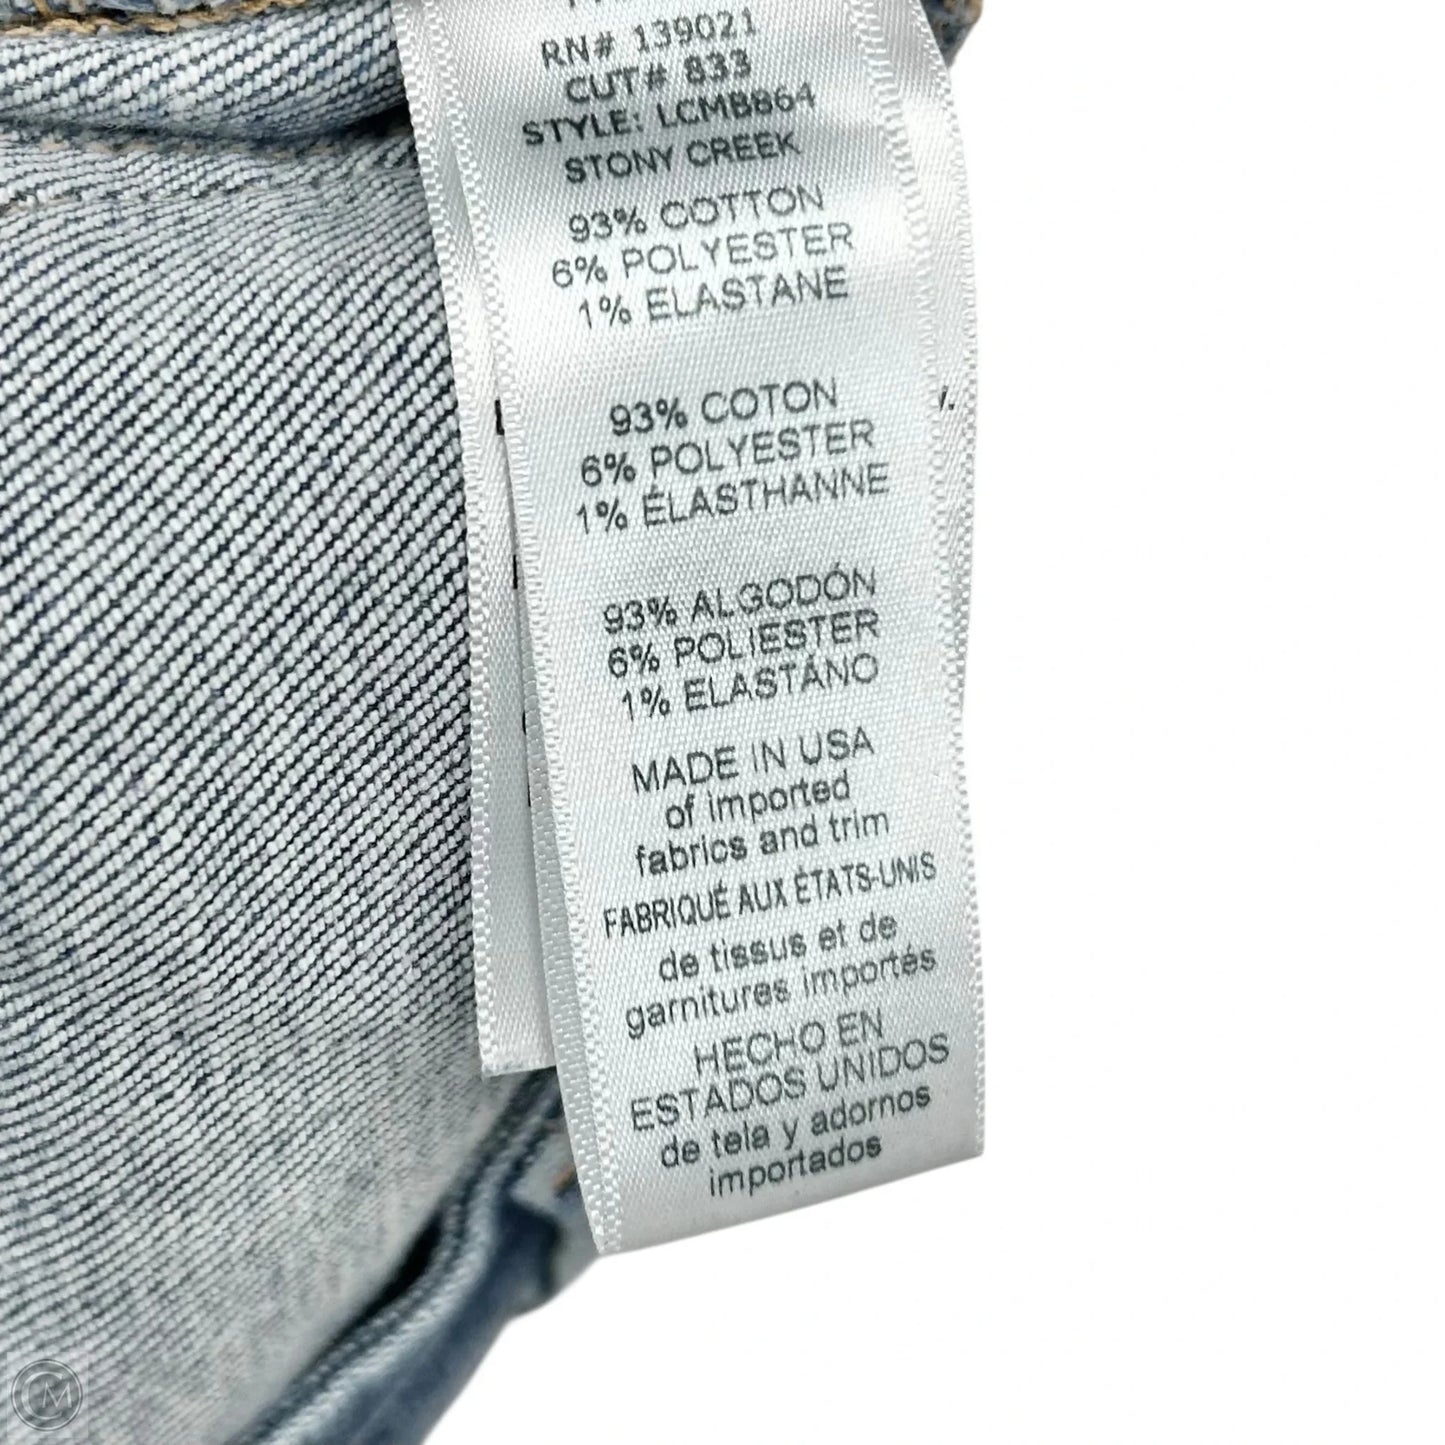 RN# 139021
CUT# 833
STYLE: LCMB864
STONY CREEK
93% COTTON
6% POLYESTER
1% ELASTANE
93% COTON
6% POLYESTER
1% ÉLASTHANNE
93% ALGODÓN
6% POLIESTER
1% ELASTÁNO
MADE IN USA
of imported
fabrics and trim
FABRIQUÉ AUX ÉTATS-UNIS
de tissus et de
garnitures importés
HECHO EN
ESTADOS UNIDOS
de tela y adornos
importados
CM